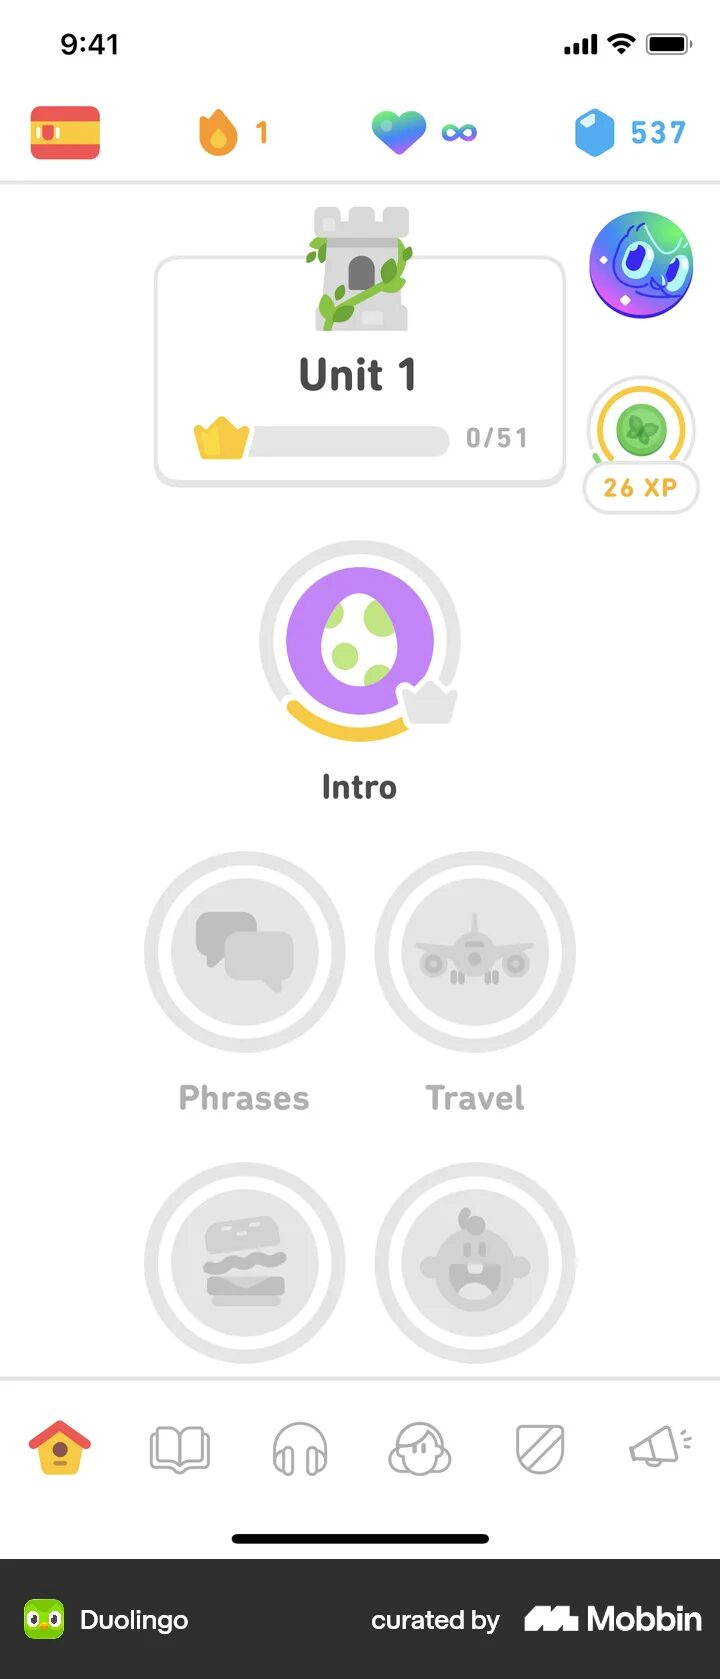 9:41
1
537
Unit 1
0/51
26 XP
Intro
Phrases
Travel
Duolingo
curated by Mobbin